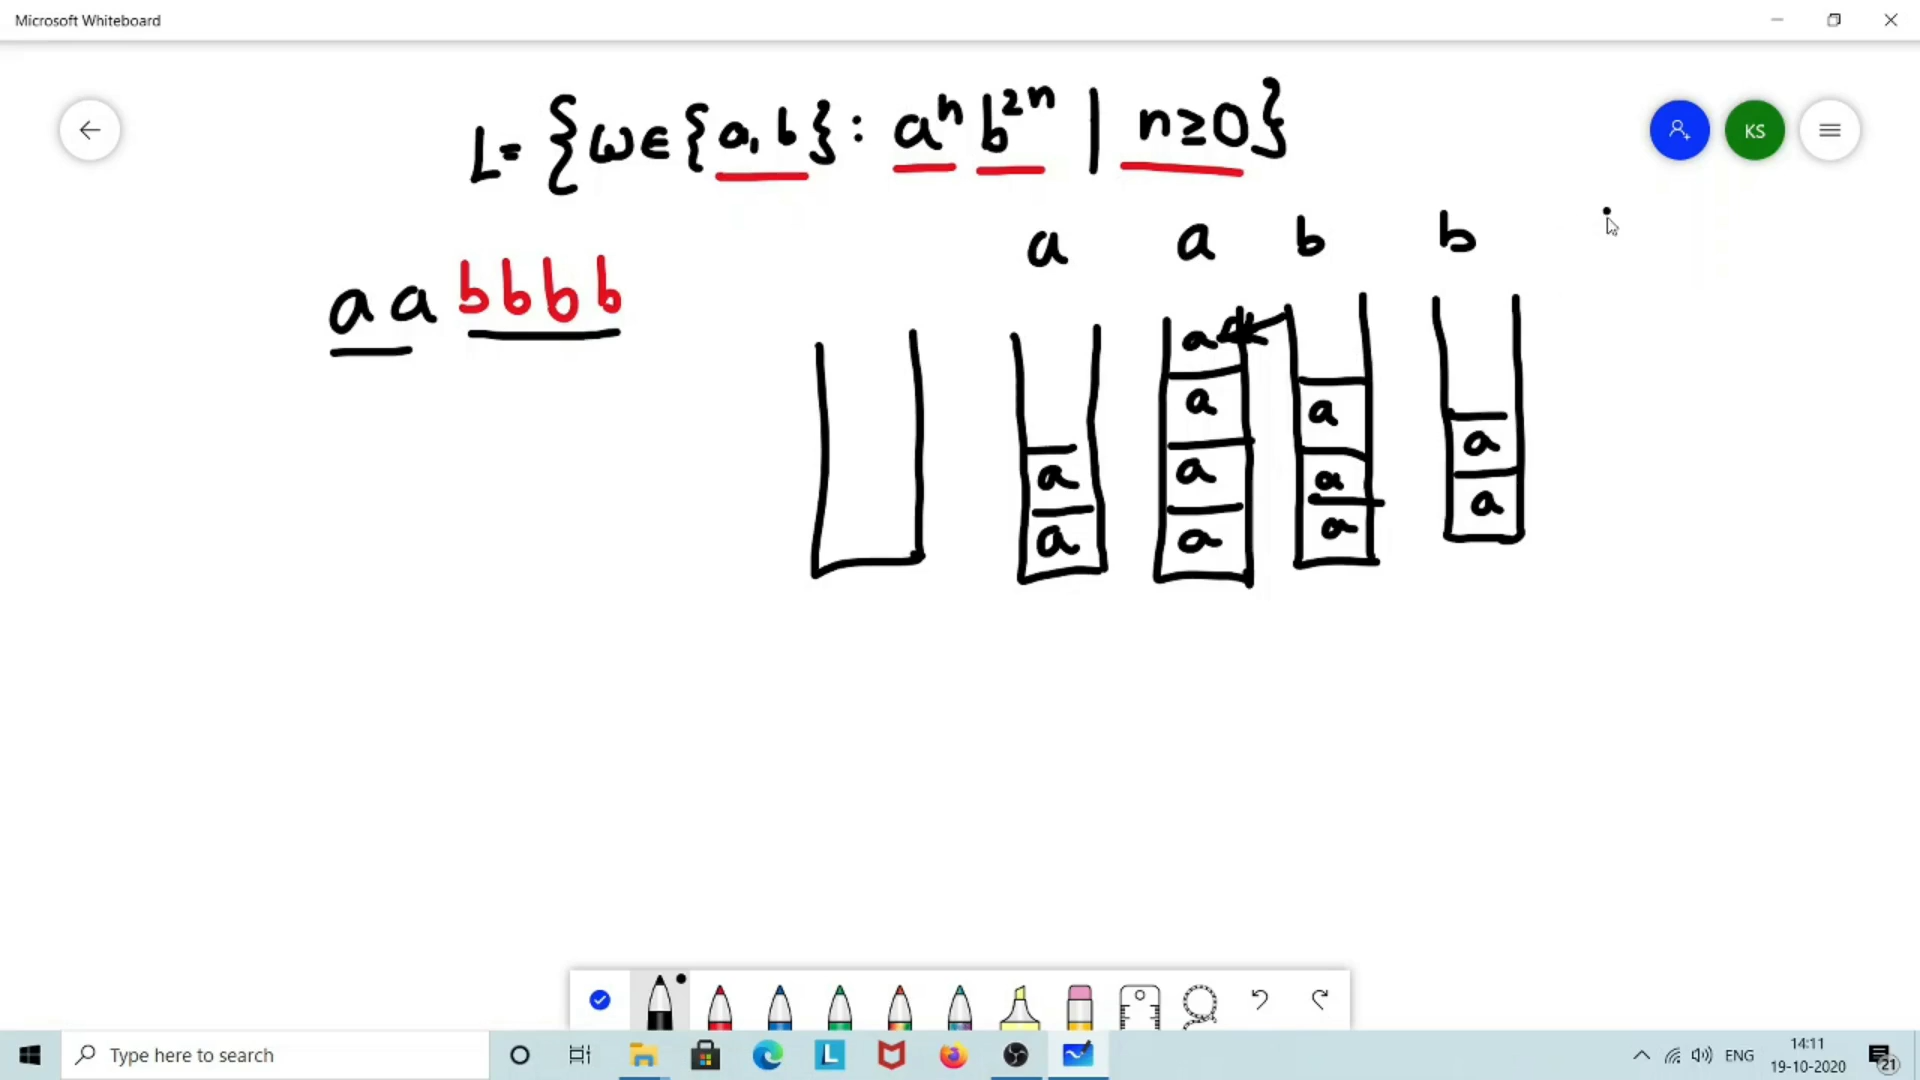 Microsoft Whiteboard
L = {ω∈{a, b} : aⁿ b²ⁿ | n≥0}
KS
a a b b
a a b b b b
a
a a a
a a a a
a a a a
Type here to search
L
ENG
14:11
19-10-2020
21